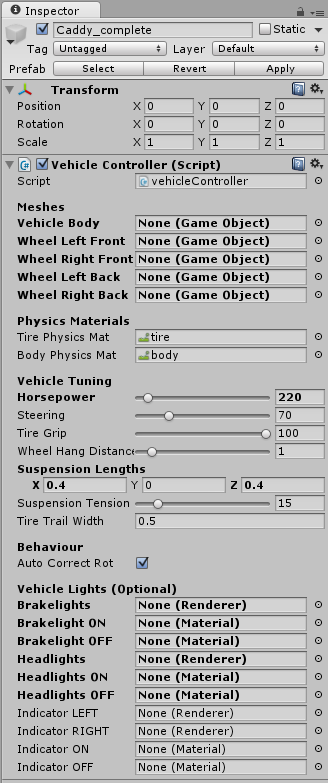 Inspector
Caddy_complete Static
Tag Untagged Layer Default
Prefab Select Revert Apply
Transform
Position X 0 Y 0 Z 0
Rotation X 0 Y 0 Z 0
Scale X 1 Y 1 Z 1
Vehicle Controller (Script)
Script vehicleController
Meshes
Vehicle Body None (Game Object)
Wheel Left Front None (Game Object)
Wheel Right Front None (Game Object)
Wheel Left Back None (Game Object)
Wheel Right Back None (Game Object)
Physics Materials
Tire Physics Mat tire
Body Physics Mat body
Vehicle Tuning
Horsepower 220
Steering 70
Tire Grip 100
Wheel Hang Distance 1
Suspension Lengths
X 0.4 Y 0 Z 0.4
Suspension Tension 15
Tire Trail Width 0.5
Behaviour
Auto Correct Rot
Vehicle Lights (Optional)
Brakelights None (Renderer)
Brakelight ON None (Material)
Brakelight OFF None (Material)
Headlights None (Renderer)
Headlights ON None (Material)
Headlights OFF None (Material)
Indicator LEFT None (Renderer)
Indicator RIGHT None (Renderer)
Indicator ON None (Material)
Indicator OFF None (Material)